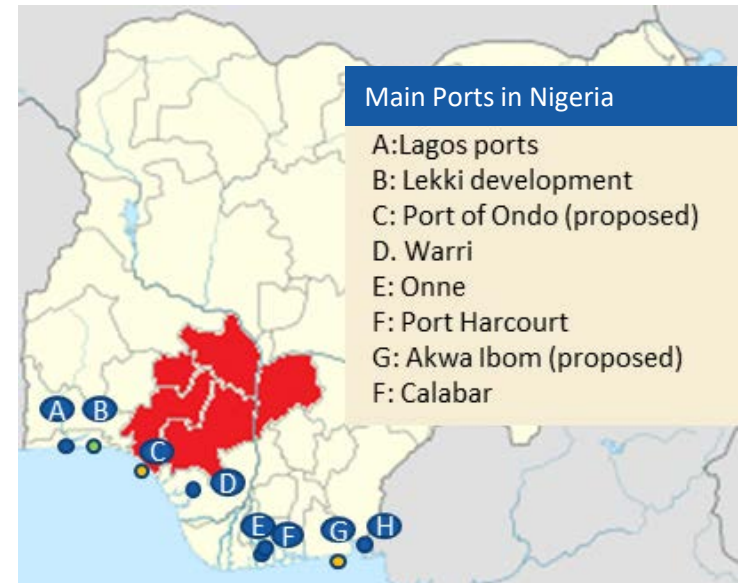 Main Ports in Nigeria
A:Lagos ports
B: Lekki development
C: Port of Ondo (proposed)
D. Warri
E: Onne
F: Port Harcourt
G: Akwa Ibom (proposed)
F: Calabar
A B
C
D
E F G H